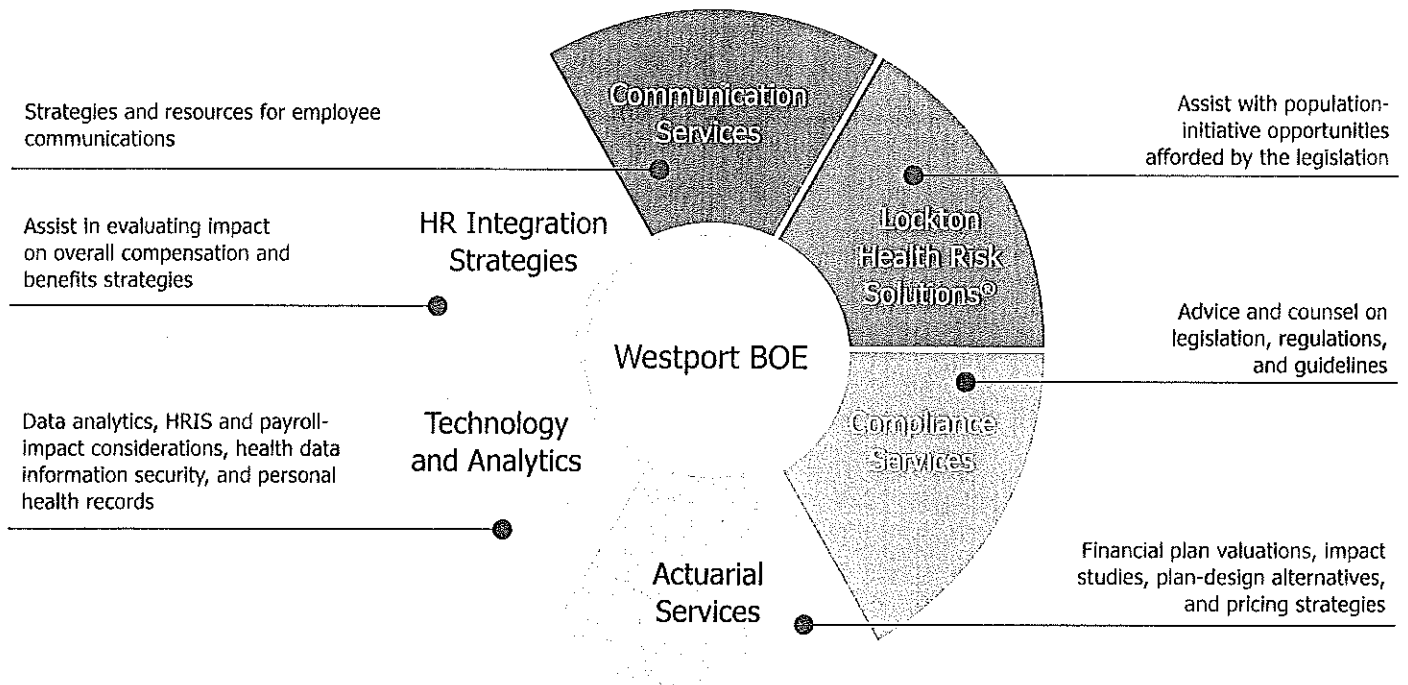 Communication
Services
Strategies and resources for employee
communications
Assist with population-
initiative opportunities
afforded by the legislation
HR Integration
Strategies
Assist in evaluating impact
on overall compensation and
benefits strategies
Lockton
Health Risk
Solutions®
Westport BOE
Advice and counsel on
legislation, regulations,
and guidelines
Technology
and Analytics
Data analytics, HRIS and payroll-
impact considerations, health data
information security, and personal
health records
Compliance
Services
Actuarial
Services
Financial plan valuations, impact
studies, plan-design alternatives,
and pricing strategies